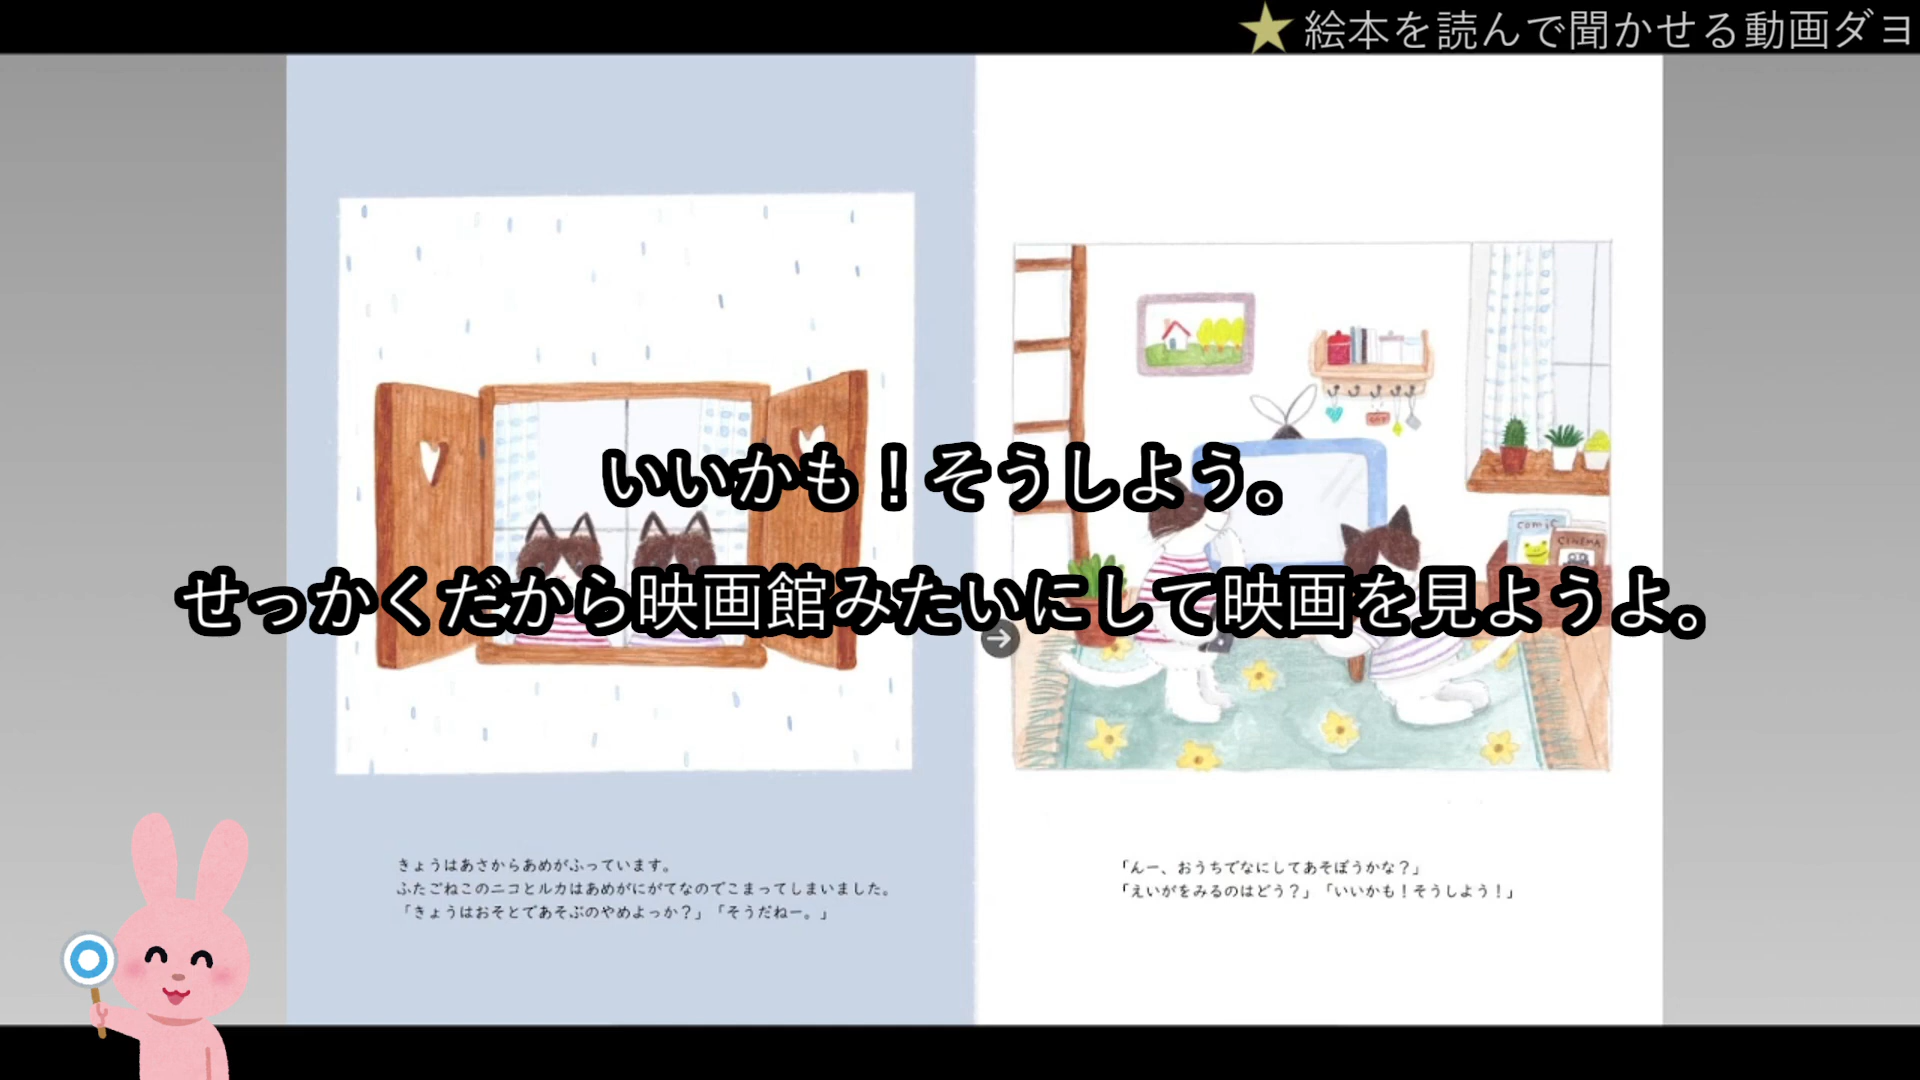 ★絵本を読んで聞かせる動画ダヨ
いいかも！そうしよう。
せっかくだから映画館みたいにして映画を見ようよ。
comic
CINEMA
きょうはあさからあめがふっています。
ふたごねこのニコとルカはあめがにがてなのでこまってしまいました。
「きょうはおそとであそぶのやめよっか？」「そうだねー。」
「んー、おうちでなにしてあそぼうかな？」
「えいがをみるのはどう？」「いいかも！そうしよう！」